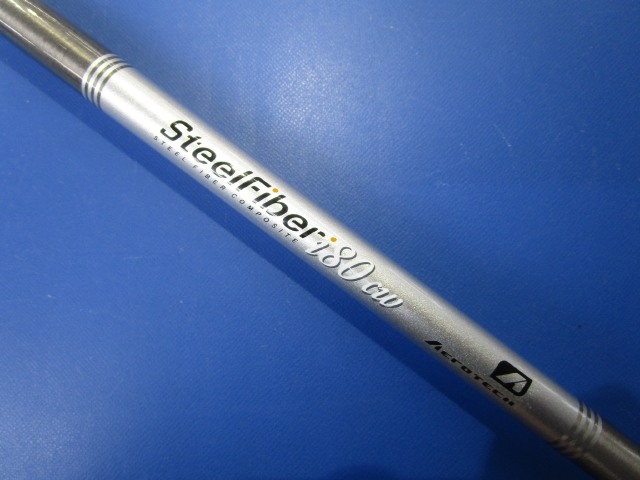 SteelFiber i80 cw
STEEL FIBER COMPOSITE
AEROTECH